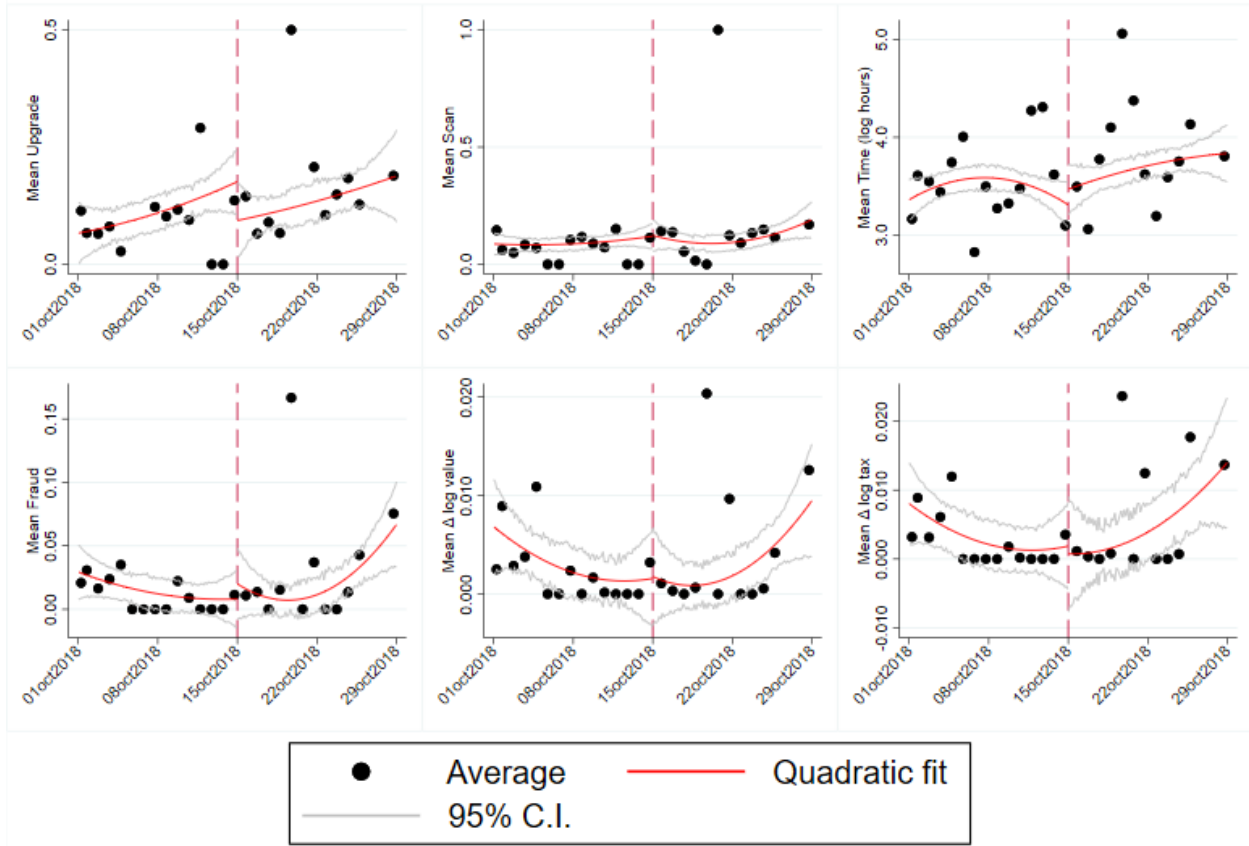 Mean Upgrade
0.5
0.0
01oct2018
08oct2018
15oct2018
22oct2018
29oct2018
Mean Scan
1.0
0.5
0.0
01oct2018
08oct2018
15oct2018
22oct2018
29oct2018
Mean Time (log hours)
5.0
4.0
3.0
01oct2018
08oct2018
15oct2018
22oct2018
29oct2018
Mean Fraud
0.15
0.10
0.05
0.00
01oct2018
08oct2018
15oct2018
22oct2018
29oct2018
Mean Δ log value
0.020
0.010
0.000
01oct2018
08oct2018
15oct2018
22oct2018
29oct2018
Mean Δ log tax
0.020
0.010
0.000
-0.010
01oct2018
08oct2018
15oct2018
22oct2018
29oct2018
Average
Quadratic fit
95% C.I.